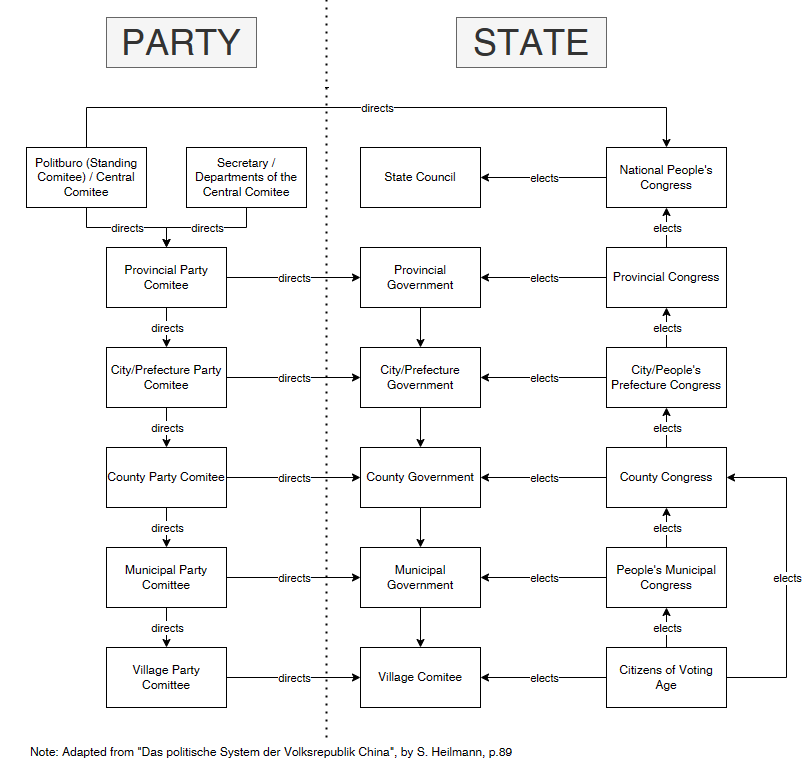 PARTY
STATE
directs
Politburo (Standing
Comitee) / Central
Comitee
Secretary /
Departments of the
Central Comitee
State Council
elects
National People's
Congress
directs
directs
elects
Provincial Party
Comitee
directs
Provincial
Government
elects
Provincial Congress
directs
elects
City/Prefecture Party
Comitee
directs
City/Prefecture
Government
elects
City/People's
Prefecture Congress
directs
elects
County Party Comitee
directs
County Government
elects
County Congress
directs
elects
Municipal Party
Committee
directs
Municipal
Government
elects
People's Municipal
Congress
elects
directs
elects
Village Party
Committee
directs
Village Comitee
elects
Citizens of Voting
Age
Note: Adapted from "Das politische System der Volksrepublik China", by S. Heilmann, p.89